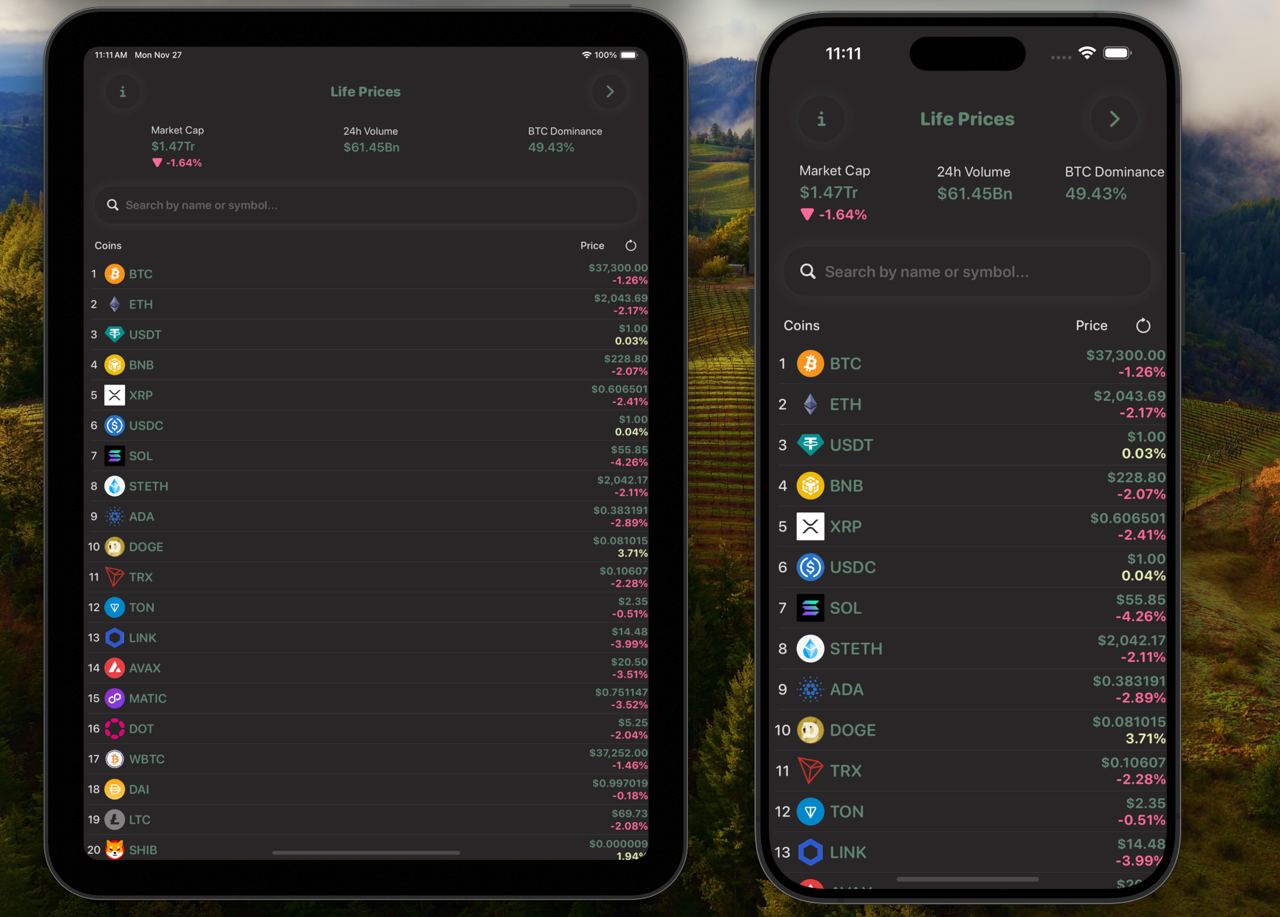 11:11 AM Mon Nov 27
100%
i
Life Prices
Market Cap
$1.47Tr
-1.64%
24h Volume
$61.45Bn
BTC Dominance
49.43%
Search by name or symbol...
Coins Price
1 BTC $37,300.00
-1.26%
2 ETH $2,043.69
-2.17%
3 USDT $1.00
0.03%
4 BNB $228.80
-2.07%
5 XRP $0.606501
-2.41%
6 USDC $1.00
0.04%
7 SOL $55.85
-4.26%
8 STETH $2,042.17
-2.11%
9 ADA $0.383191
-2.89%
10 DOGE $0.081015
3.71%
11 TRX $0.10607
-2.28%
12 TON $2.35
-0.51%
13 LINK $14.48
-3.99%
14 AVAX $20.50
-3.51%
15 MATIC $0.751147
-3.52%
16 DOT $5.25
-2.04%
17 WBTC $37,252.00
-1.46%
18 DAI $0.997019
-0.18%
19 LTC $69.73
-2.08%
20 SHIB $0.000009
1.94%
11:11
i
Life Prices
Market Cap
$1.47Tr
-1.64%
24h Volume
$61.45Bn
BTC Dominance
49.43%
Search by name or symbol...
Coins Price
1 BTC $37,300.00
-1.26%
2 ETH $2,043.69
-2.17%
3 USDT $1.00
0.03%
4 BNB $228.80
-2.07%
5 XRP $0.606501
-2.41%
6 USDC $1.00
0.04%
7 SOL $55.85
-4.26%
8 STETH $2,042.17
-2.11%
9 ADA $0.383191
-2.89%
10 DOGE $0.081015
3.71%
11 TRX $0.10607
-2.28%
12 TON $2.35
-0.51%
13 LINK $14.48
-3.99%